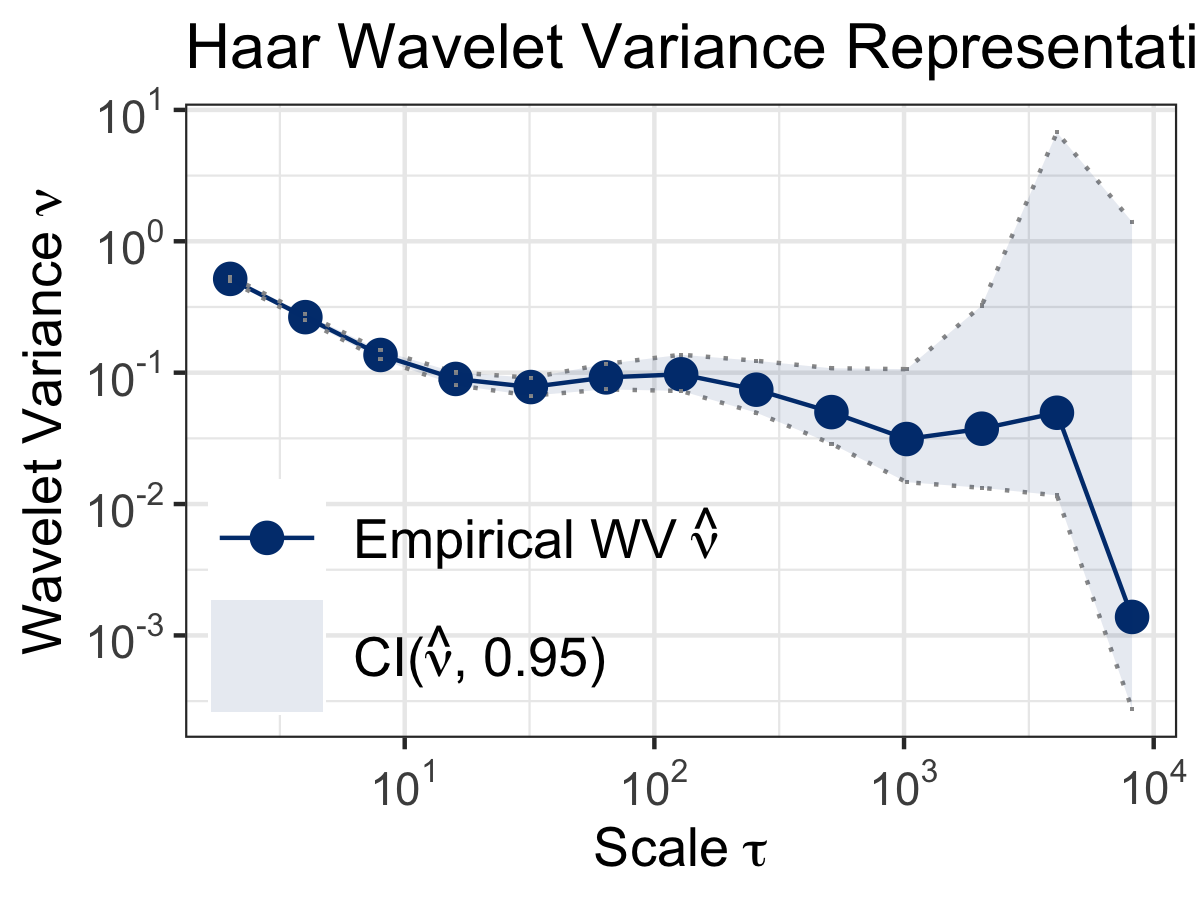 Haar Wavelet Variance Representati
Wavelet Variance ν
10¹
10⁰
10⁻¹
10⁻²
10⁻³
Empirical WV ν̂
CI(ν̂, 0.95)
10¹ 10² 10³ 10⁴
Scale τ